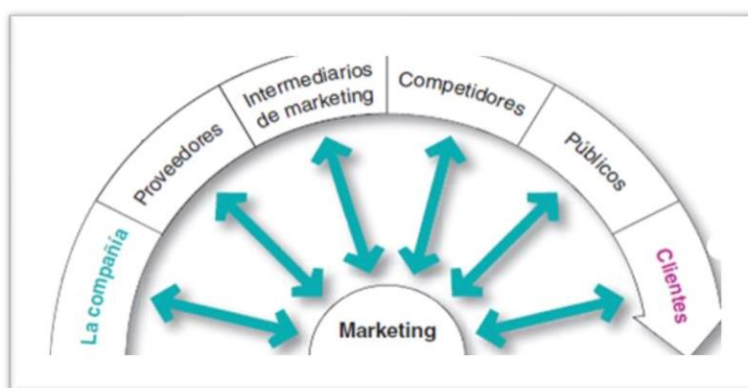 La compañía
Proveedores
Intermediarios
de marketing
Competidores
Públicos
Clientes
Marketing